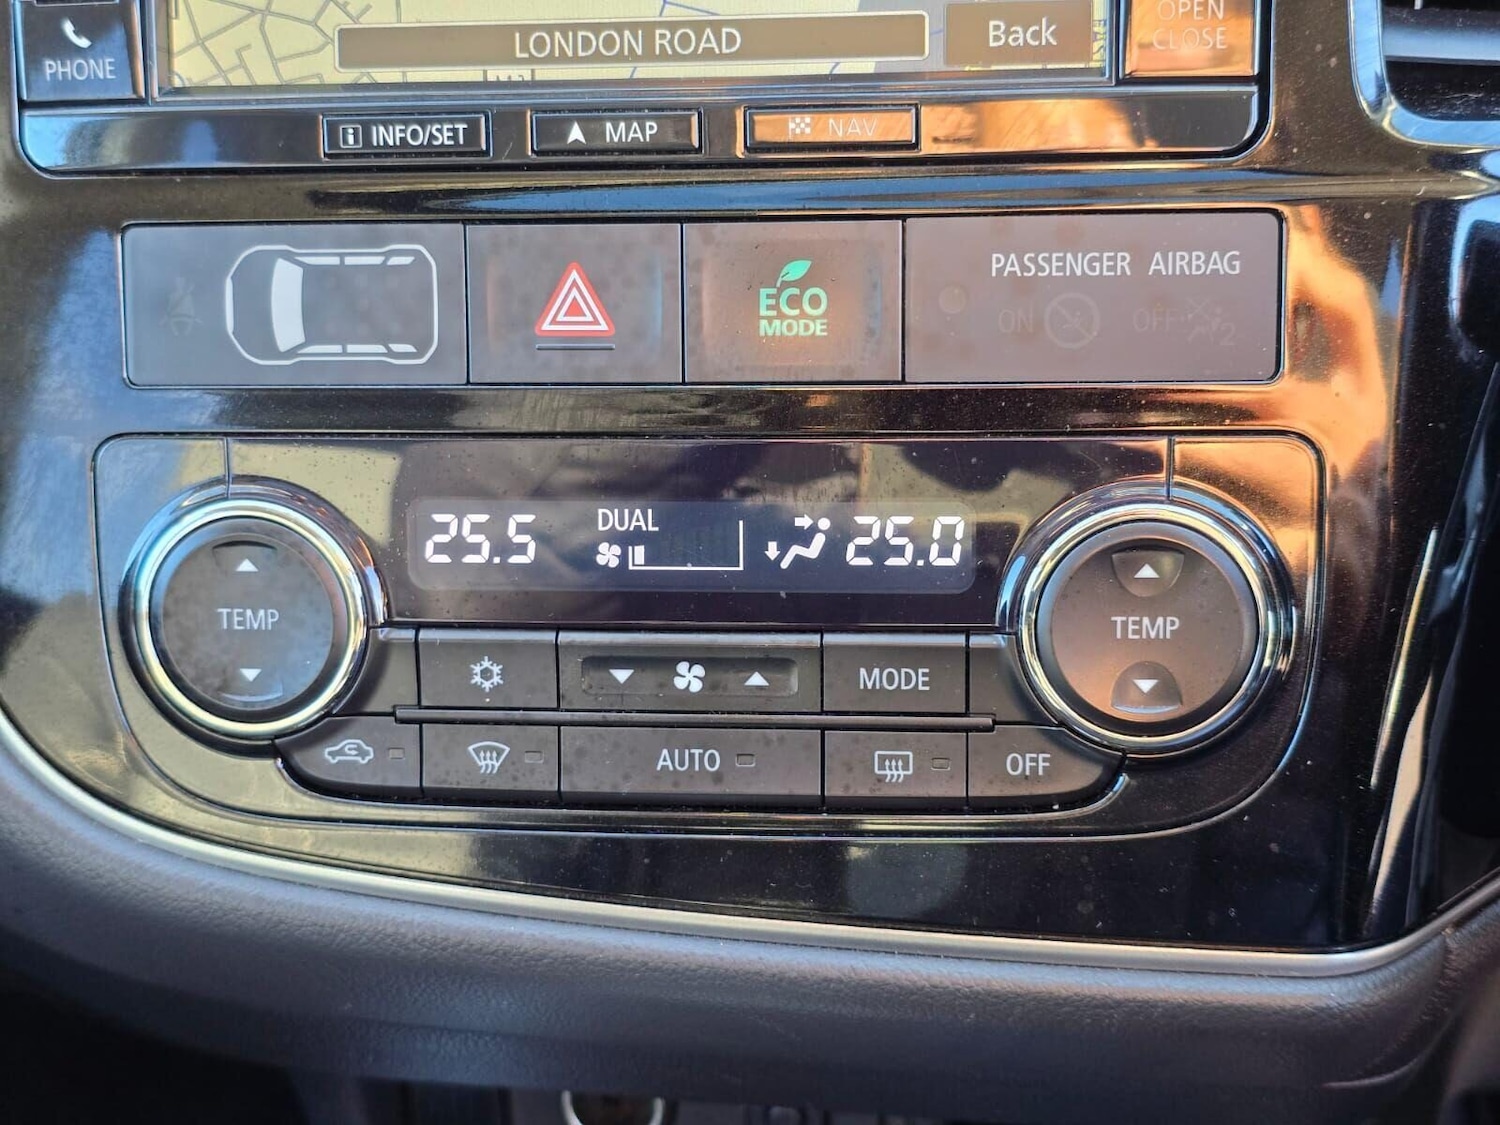 OPEN
CLOSE
LONDON ROAD
Back
PHONE
i INFO/SET
MAP
NAV
PASSENGER AIRBAG
ECO
MODE
ON
OFF
2
DUAL
25.5
25.0
TEMP
TEMP
MODE
AUTO
OFF